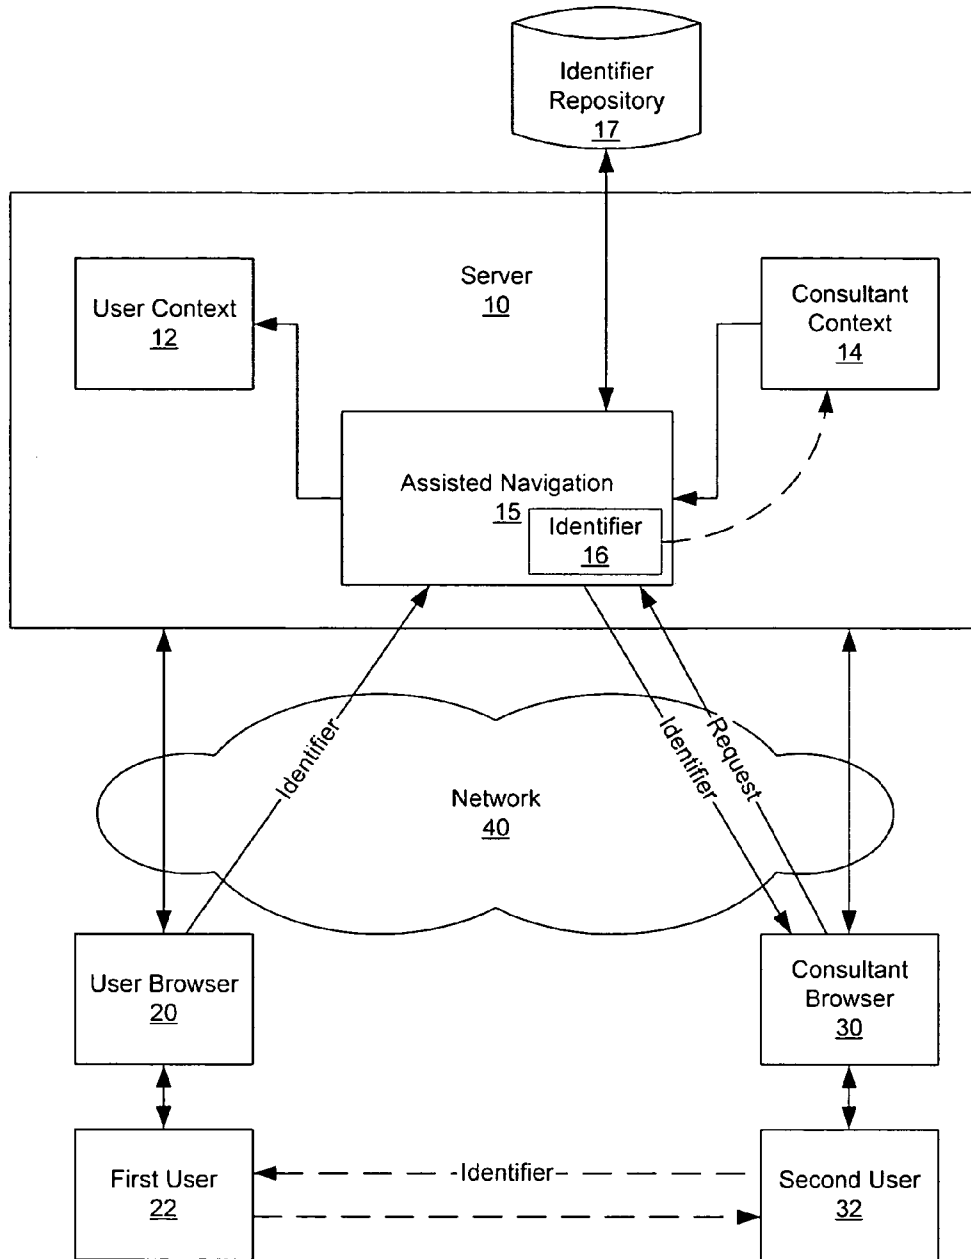 Identifier
Repository
17
Server
10
User Context
12
Consultant
Context
14
Assisted Navigation
15
Identifier
16
Identifier
Identifier
Request
Network
40
User Browser
20
Consultant
Browser
30
First User
22
Identifier
Second User
32